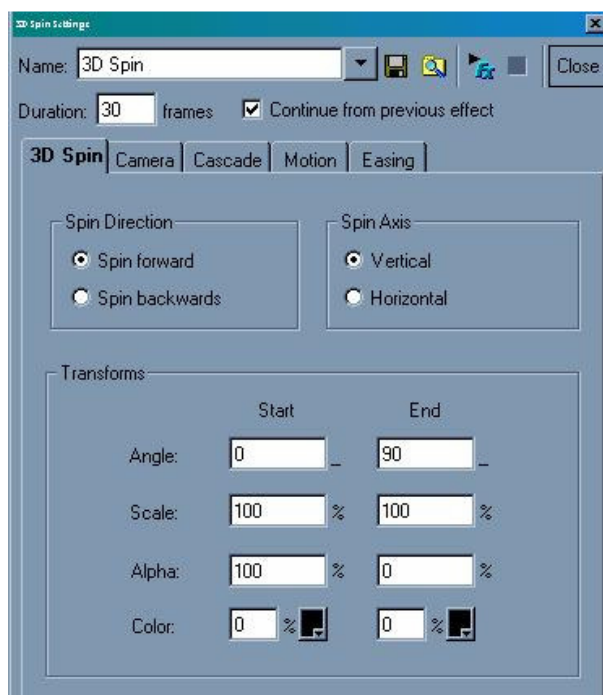 3D Spin Settings
Name: 3D Spin Fx Close
Duration: 30 frames Continue from previous effect
3D Spin Camera Cascade Motion Easing
Spin Direction Spin Axis
Spin forward Vertical
Spin backwards Horizontal
Transforms
Start End
Angle: 0 _ 90 _
Scale: 100 % 100 %
Alpha: 100 % 0 %
Color: 0 % 0 %